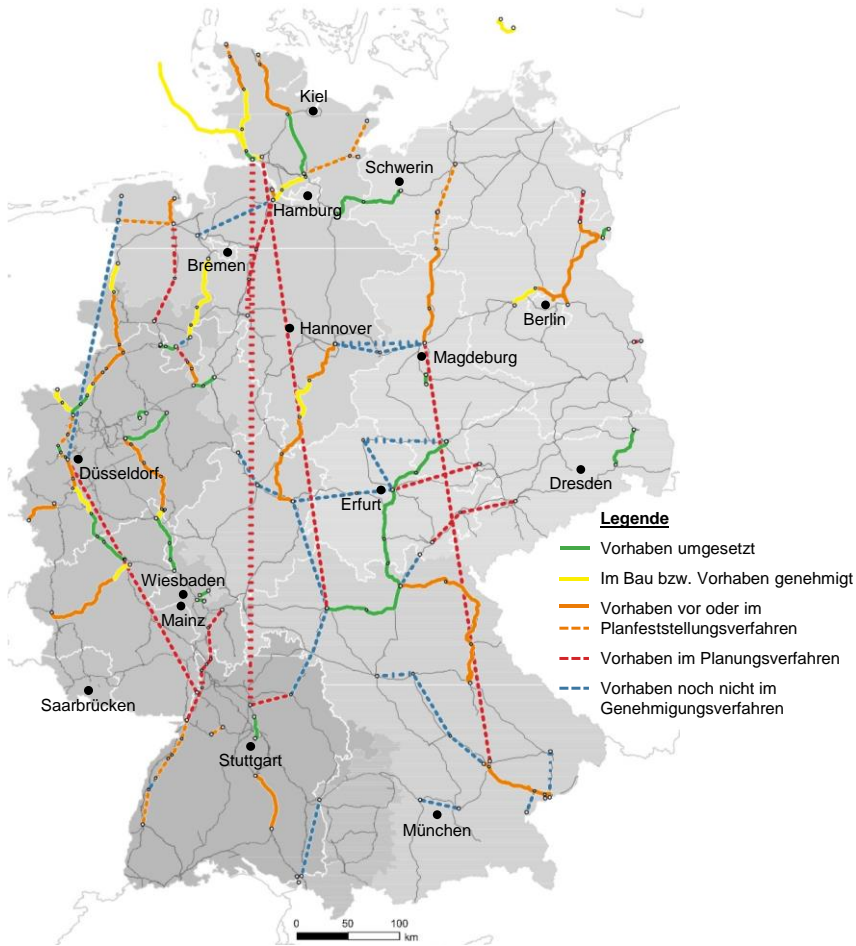 Kiel
Schwerin
Hamburg
Bremen
Berlin
Hannover
Magdeburg
Düsseldorf
Erfurt
Dresden
Wiesbaden
Mainz
Saarbrücken
Stuttgart
München
Legende
Vorhaben umgesetzt
Im Bau bzw. Vorhaben genehmigt
Vorhaben vor oder im
Planfeststellungsverfahren
Vorhaben im Planungsverfahren
Vorhaben noch nicht im
Genehmigungsverfahren
0 50 100
km